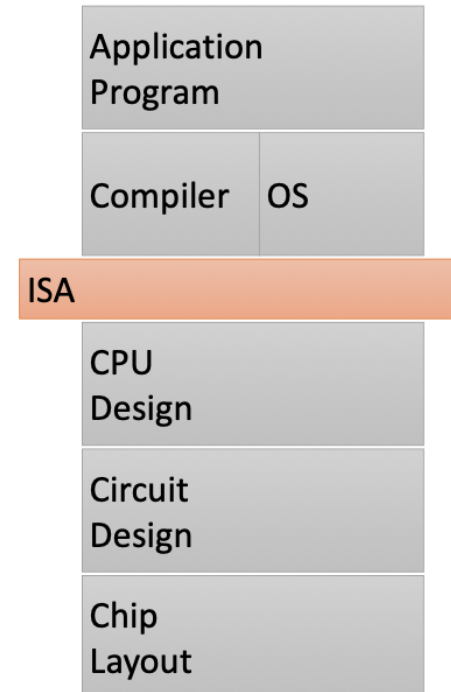 Application
Program
Compiler OS
ISA
CPU
Design
Circuit
Design
Chip
Layout